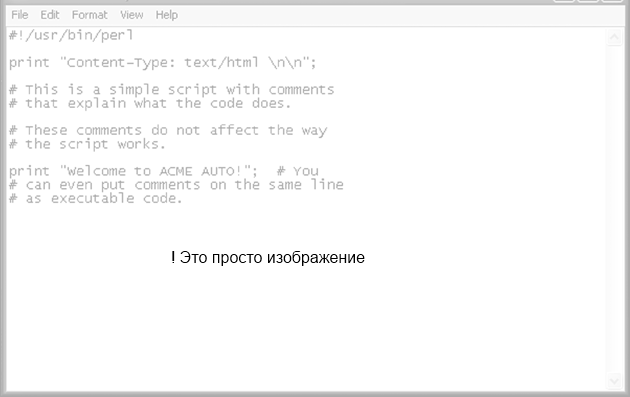 File Edit Format View Help
#!/usr/bin/perl
print "Content-Type: text/html \n\n";
# This is a simple script with comments
# that explain what the code does.
# These comments do not affect the way
# the script works.
print "Welcome to ACME AUTO!";  # You
# can even put comments on the same line
# as executable code.
! Это просто изображение